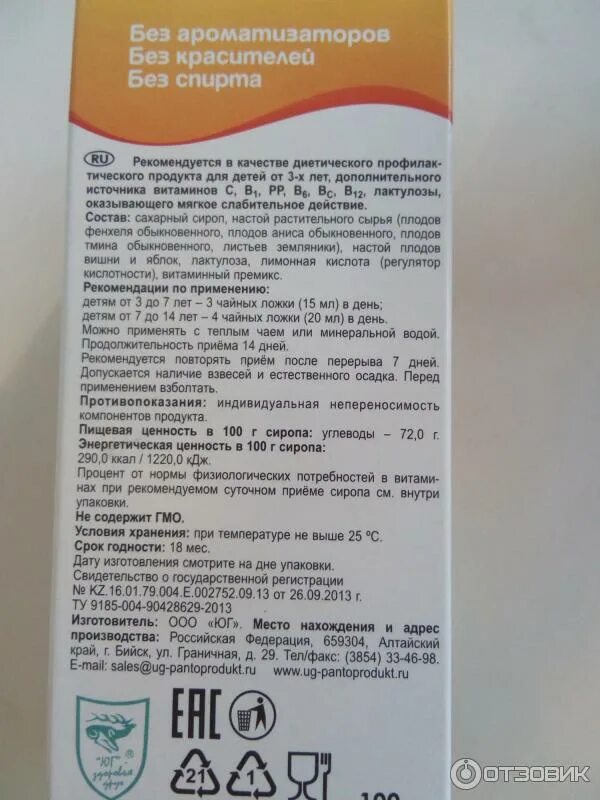 Без ароматизаторов
Без красителей
Без спирта
RU Рекомендуется в качестве диетического профилак-
тического продукта для детей от 3-х лет, дополнительного
источника витаминов С, В1, РР, В6, Вс, В12, лактулозы,
оказывающего мягкое слабительное действие.
Состав: сахарный сироп, настой растительного сырья (плодов
фенхеля обыкновенного, плодов аниса обыкновенного, плодов
тмина обыкновенного, листьев земляники), настой плодов
вишни и яблок, лактулоза, лимонная кислота (регулятор
кислотности), витаминный премикс.
Рекомендации по применению:
детям от 3 до 7 лет – 3 чайных ложки (15 мл) в день;
детям от 7 до 14 лет – 4 чайных ложки (20 мл) в день.
Можно применять с теплым чаем или минеральной водой.
Продолжительность приёма 14 дней.
Рекомендуется повторять приём после перерыва 7 дней.
Допускается наличие взвесей и естественного осадка. Перед
применением взболтать.
Противопоказания: индивидуальная непереносимость
компонентов продукта.
Пищевая ценность в 100 г сиропа: углеводы – 72,0 г.
Энергетическая ценность в 100 г сиропа:
290,0 ккал / 1220,0 кДж.
Процент от нормы физиологических потребностей в витами-
нах при рекомендуемом суточном приёме сиропа см. внутри
упаковки.
Не содержит ГМО.
Условия хранения: при температуре не выше 25 ºС.
Срок годности: 18 мес.
Дату изготовления смотрите на дне упаковки.
Свидетельство о государственной регистрации
№ KZ.16.01.79.004.Е.002752.09.13 от 26.09.2013 г.
ТУ 9185-004-90428629-2013
Изготовитель: ООО «ЮГ». Место нахождения и адрес
производства: Российская Федерация, 659304, Алтайский
край, г. Бийск, ул. Граничная, д. 29. Тел/факс: (3854) 33-46-98.
E-mail: sales@ug-pantoprodukt.ru www.ug-pantoprodukt.ru
EAC
"ЮГ" ®
здоровья
друг
21 1
100
ОТЗОВИК